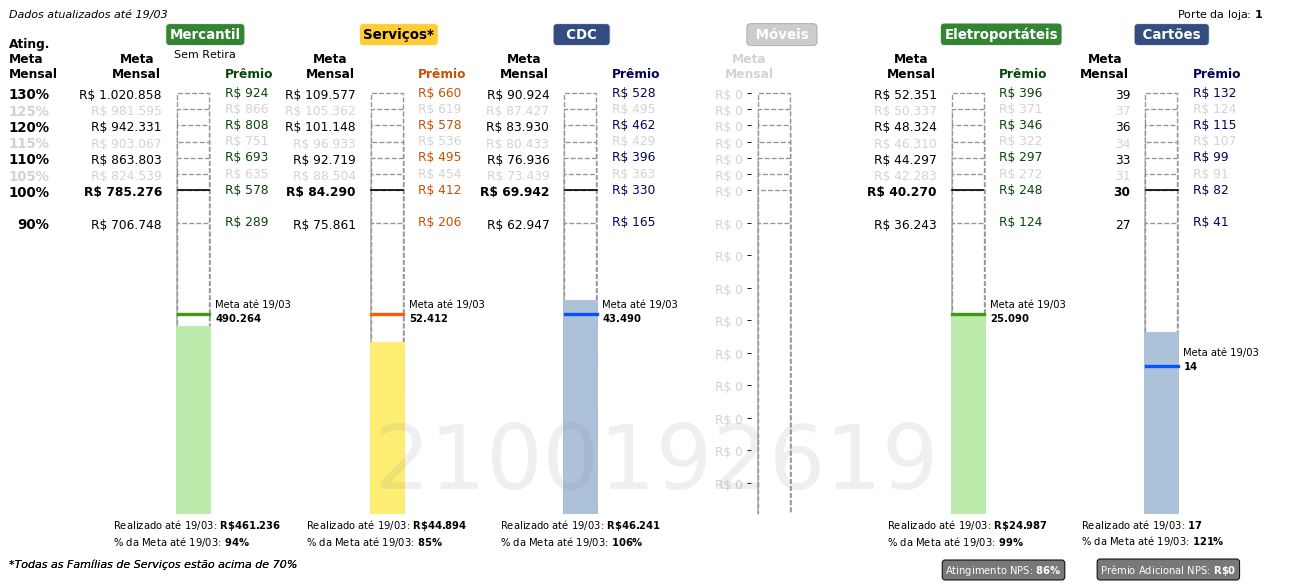 Dados atualizados até 19/03
Porte da loja: 1
Mercantil
Serviços*
CDC
Móveis
Eletroportáteis
Cartões
Ating. Meta Mensal
Sem Retira
Meta Mensal Prêmio
Meta Mensal Prêmio
Meta Mensal Prêmio
Meta Mensal
Meta Mensal Prêmio
Meta Mensal Prêmio
130% R$ 1.020.858 R$ 924 R$ 109.577 R$ 660 R$ 90.924 R$ 528 R$ 0 R$ 52.351 R$ 396 39 R$ 132
125% R$ 981.595 R$ 866 R$ 105.362 R$ 619 R$ 87.427 R$ 495 R$ 0 R$ 50.337 R$ 371 37 R$ 124
120% R$ 942.331 R$ 808 R$ 101.148 R$ 578 R$ 83.930 R$ 462 R$ 0 R$ 48.324 R$ 346 36 R$ 115
115% R$ 903.067 R$ 751 R$ 96.933 R$ 536 R$ 80.433 R$ 429 R$ 0 R$ 46.310 R$ 322 34 R$ 107
110% R$ 863.803 R$ 693 R$ 92.719 R$ 495 R$ 76.936 R$ 396 R$ 0 R$ 44.297 R$ 297 33 R$ 99
105% R$ 824.539 R$ 635 R$ 88.504 R$ 454 R$ 73.439 R$ 363 R$ 0 R$ 42.283 R$ 272 31 R$ 91
100% R$ 785.276 R$ 578 R$ 84.290 R$ 412 R$ 69.942 R$ 330 R$ 0 R$ 40.270 R$ 248 30 R$ 82
90% R$ 706.748 R$ 289 R$ 75.861 R$ 206 R$ 62.947 R$ 165 R$ 0 R$ 36.243 R$ 124 27 R$ 41
R$ 0
R$ 0
R$ 0
R$ 0
R$ 0
R$ 0
R$ 0
R$ 0
Meta até 19/03
490.264
Meta até 19/03
52.412
Meta até 19/03
43.490
Meta até 19/03
25.090
Meta até 19/03
14
2100192619
Realizado até 19/03: R$461.236
% da Meta até 19/03: 94%
Realizado até 19/03: R$44.894
% da Meta até 19/03: 85%
Realizado até 19/03: R$46.241
% da Meta até 19/03: 106%
Realizado até 19/03: R$24.987
% da Meta até 19/03: 99%
Realizado até 19/03: 17
% da Meta até 19/03: 121%
*Todas as Famílias de Serviços estão acima de 70%
Atingimento NPS: 86%
Prêmio Adicional NPS: R$0